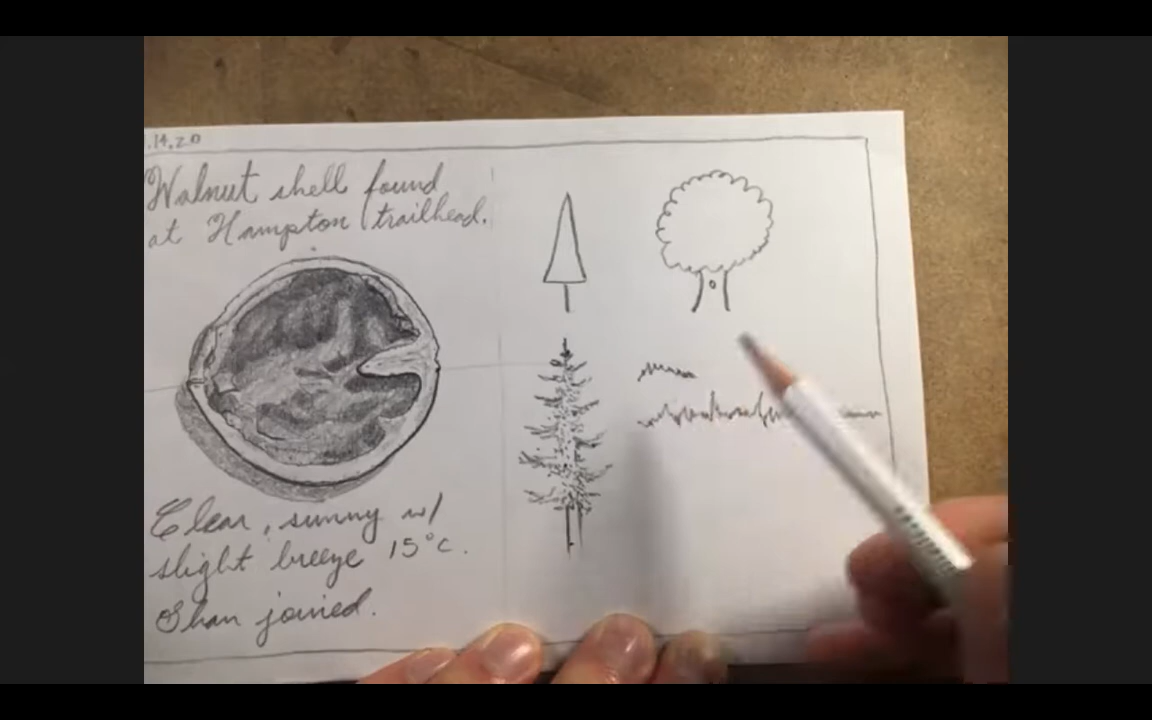 .14.20
Walnut shell found
at Hampton trailhead.
Clear, sunny w/
slight breeze 15°C.
Shan joined.